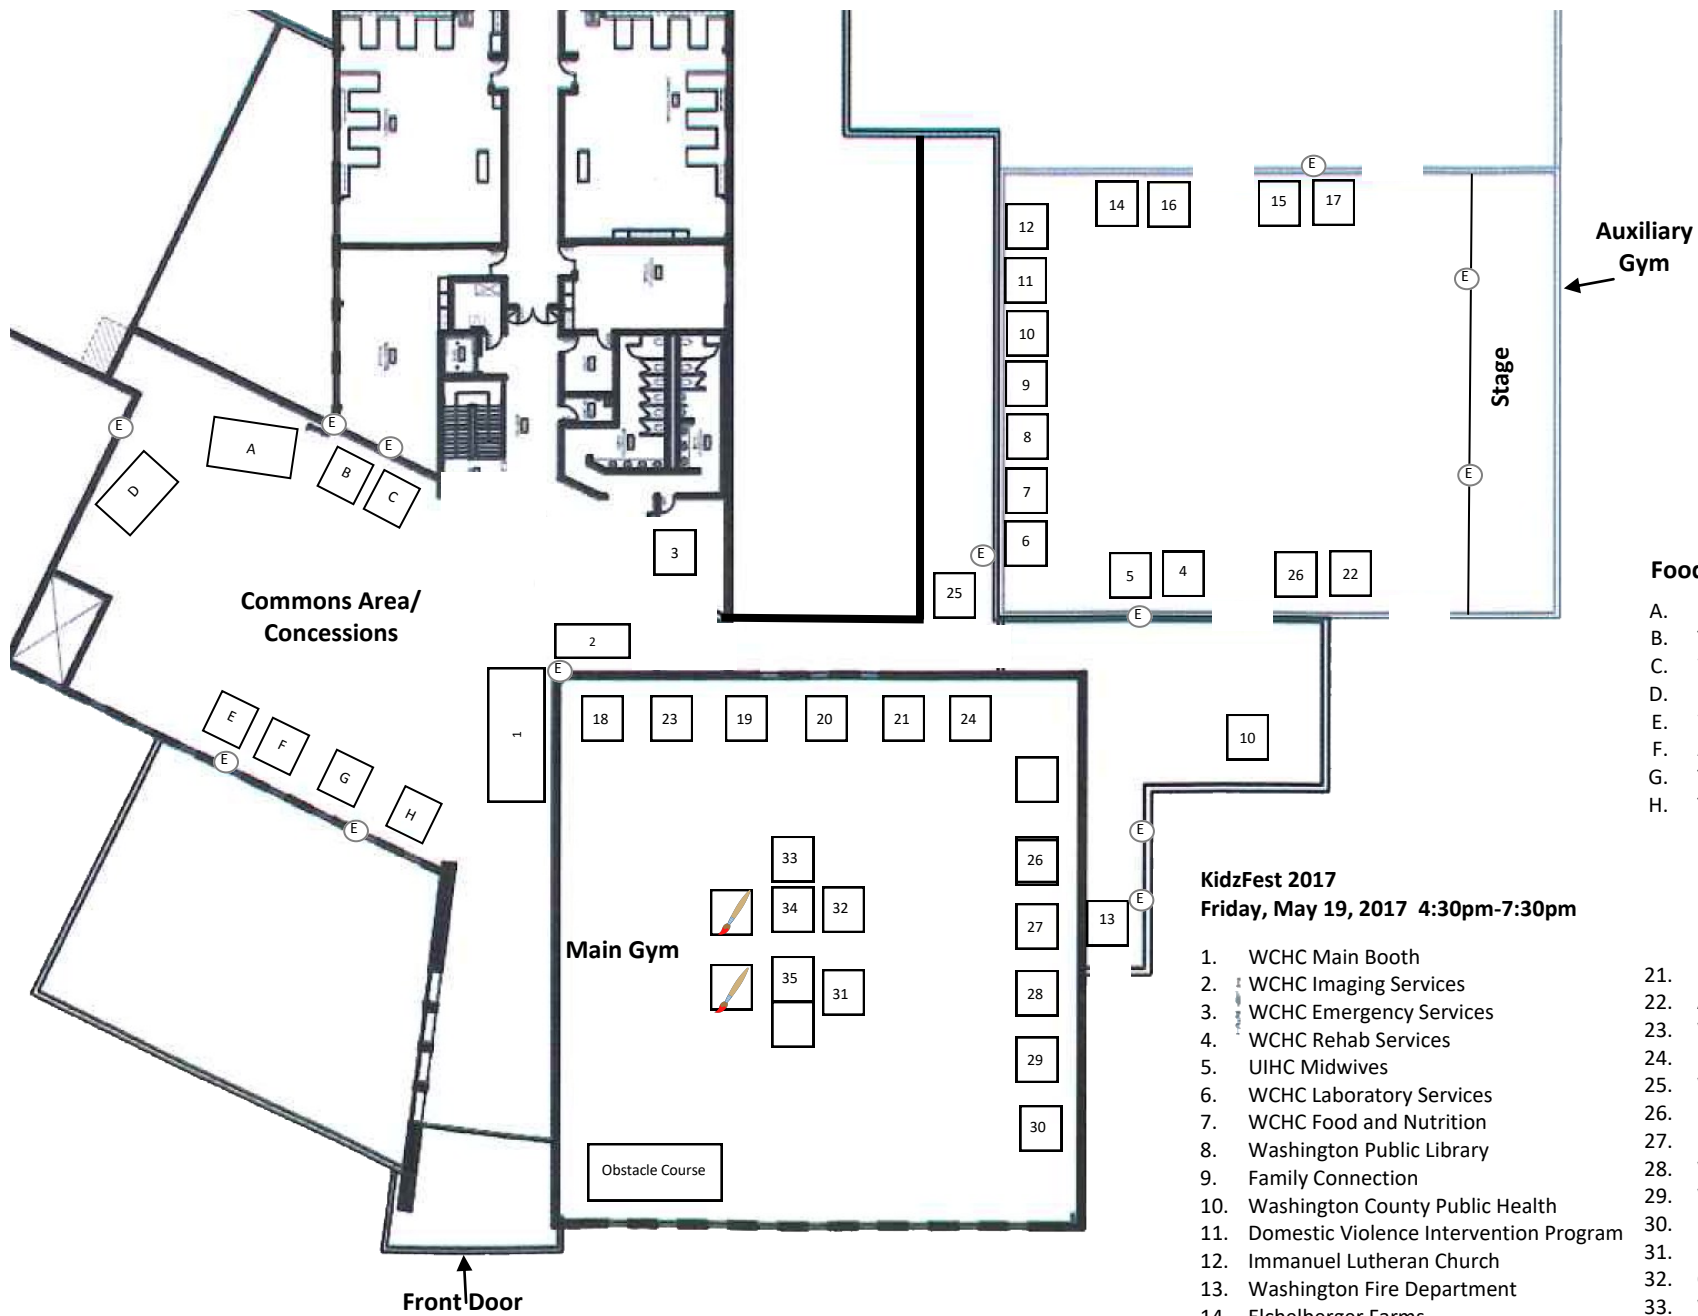 14
16
15
17
E
12
Auxiliary
Gym
11
E
10
Stage
9
E
E
A
E
8
B
C
D
7
E
6
3
E
5
4
26
22
25
E
Food
Commons Area/
Concessions
A.
B.
C.
D.
E.
F.
G.
H.
2
E
1
18
23
19
20
21
24
E
F
G
H
E
E
10
E
33
26
E
34
32
27
13
Main Gym
35
31
28
29
30
Obstacle Course
Front Door
KidzFest 2017
Friday, May 19, 2017 4:30pm-7:30pm
1. WCHC Main Booth
2. WCHC Imaging Services
3. WCHC Emergency Services
4. WCHC Rehab Services
5. UIHC Midwives
6. WCHC Laboratory Services
7. WCHC Food and Nutrition
8. Washington Public Library
9. Family Connection
10. Washington County Public Health
11. Domestic Violence Intervention Program
12. Immanuel Lutheran Church
13. Washington Fire Department
14. Eichelberger Farms
21.
22.
23.
24.
25.
26.
27.
28.
29.
30.
31.
32.
33.